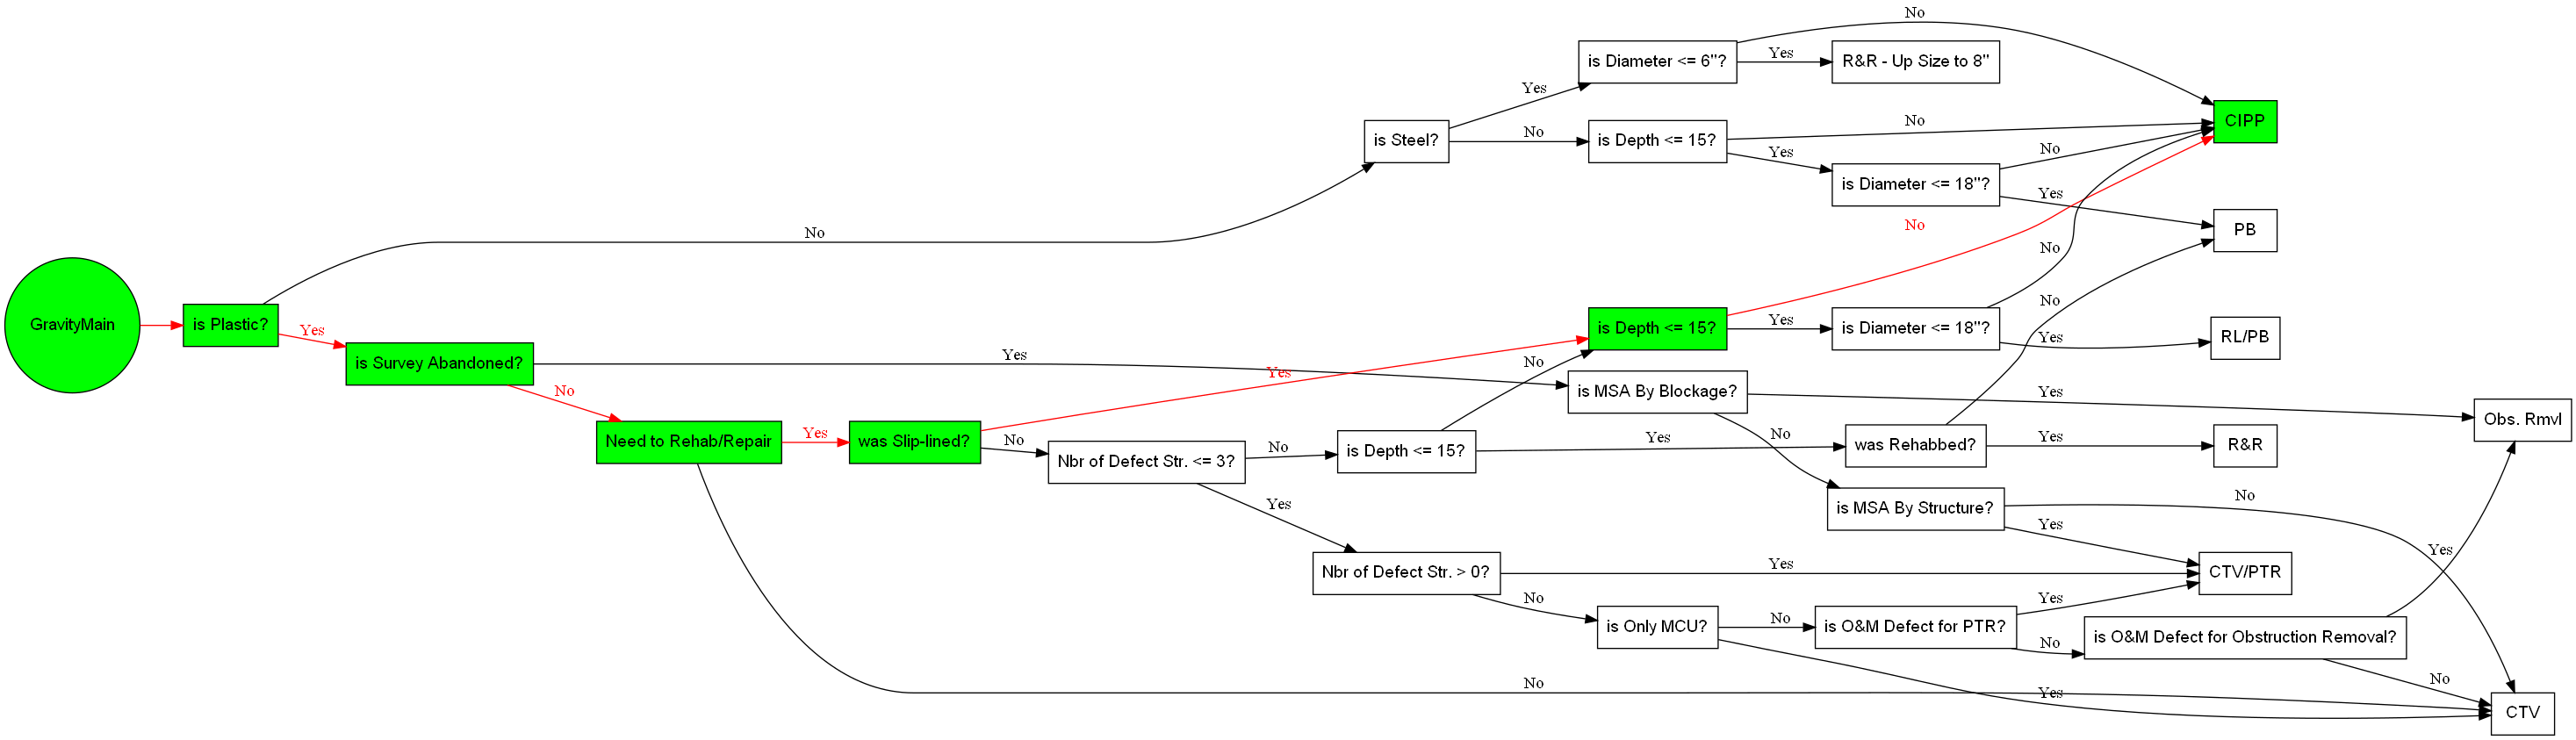 No
is Diameter <= 6"?
Yes
R&R - Up Size to 8"
Yes
CIPP
is Steel?
No
is Depth <= 15?
No
Yes
No
is Diameter <= 18"?
Yes
PB
No
No
No
No
GravityMain
is Plastic?
Yes
is Depth <= 15?
Yes
is Diameter <= 18"?
Yes
RL/PB
is Survey Abandoned?
Yes
No
Yes
No
is MSA By Blockage?
Yes
Obs. Rmvl
Need to Rehab/Repair
Yes
was Slip-lined?
No
Nbr of Defect Str. <= 3?
No
is Depth <= 15?
Yes
No
was Rehabbed?
Yes
R&R
Yes
is MSA By Structure?
No
Yes
Yes
Nbr of Defect Str. > 0?
Yes
CTV/PTR
No
is Only MCU?
No
is O&M Defect for PTR?
Yes
No
is O&M Defect for Obstruction Removal?
No
No
Yes
CTV